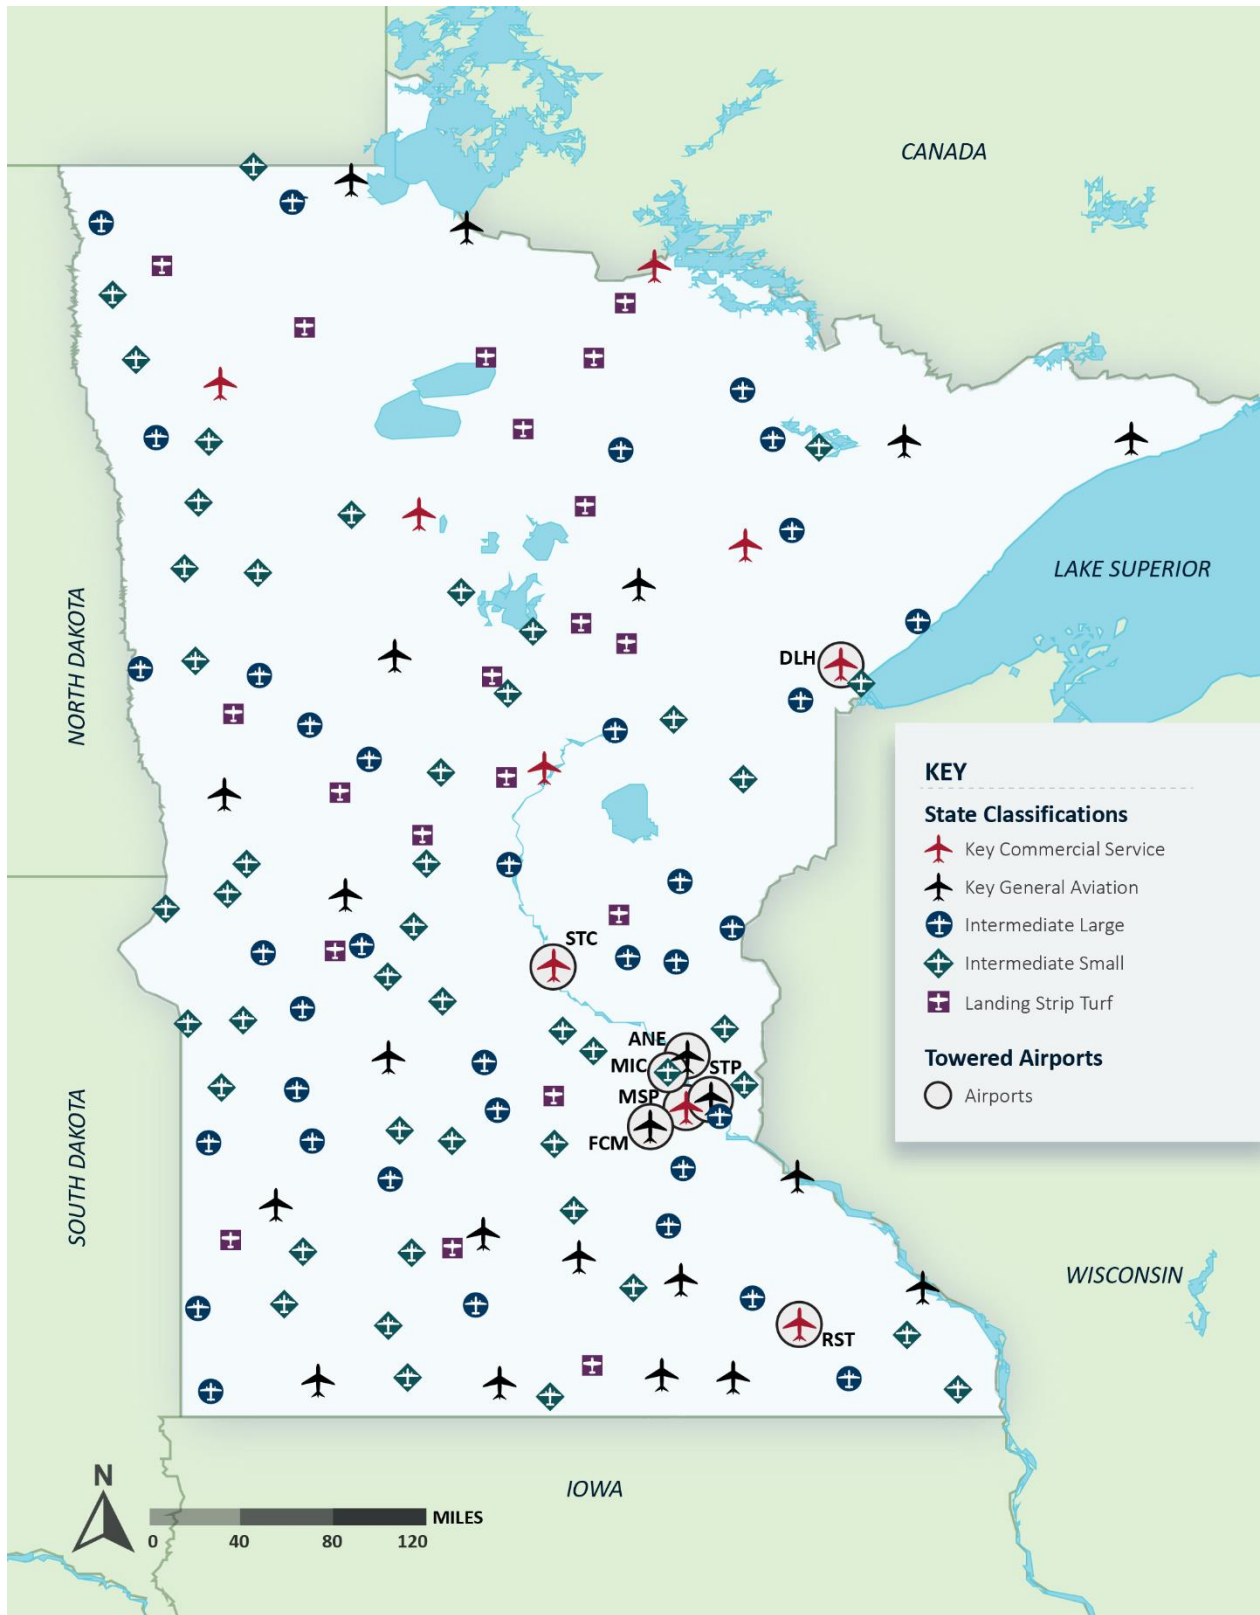 CANADA
LAKE SUPERIOR
NORTH DAKOTA
DLH
KEY
State Classifications
Key Commercial Service
Key General Aviation
Intermediate Large
Intermediate Small
Landing Strip Turf
Towered Airports
Airports
STC
ANE
MIC
STP
MSP
FCM
SOUTH DAKOTA
WISCONSIN
RST
IOWA
N
MILES
0 40 80 120